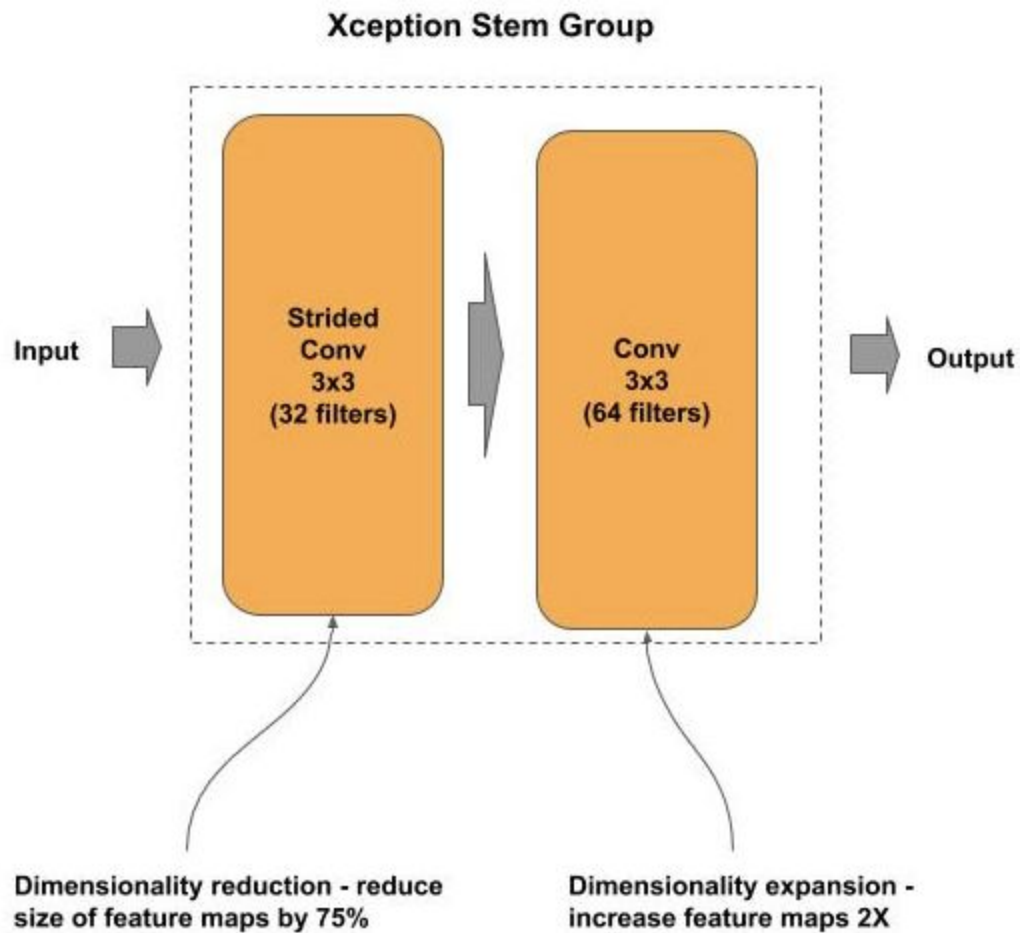 Xception Stem Group
Input
Strided
Conv
3x3
(32 filters)
Conv
3x3
(64 filters)
Output
Dimensionality reduction - reduce
size of feature maps by 75%
Dimensionality expansion -
increase feature maps 2X